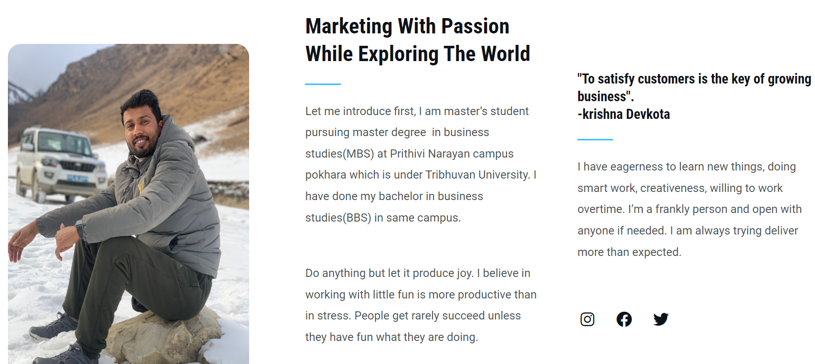 Marketing With Passion
While Exploring The World
Let me introduce first, I am master's student
pursuing master degree in business
studies(MBS) at Prithivi Narayan campus
pokhara which is under Tribhuvan University. I
have done my bachelor in business
studies(BBS) in same campus.
Do anything but let it produce joy. I believe in
working with little fun is more productive than
in stress. People get rarely succeed unless
they have fun what they are doing.
"To satisfy customers is the key of growing
business".
-krishna Devkota
I have eagerness to learn new things, doing
smart work, creativeness, willing to work
overtime. I'm a frankly person and open with
anyone if needed. I am always trying deliver
more than expected.